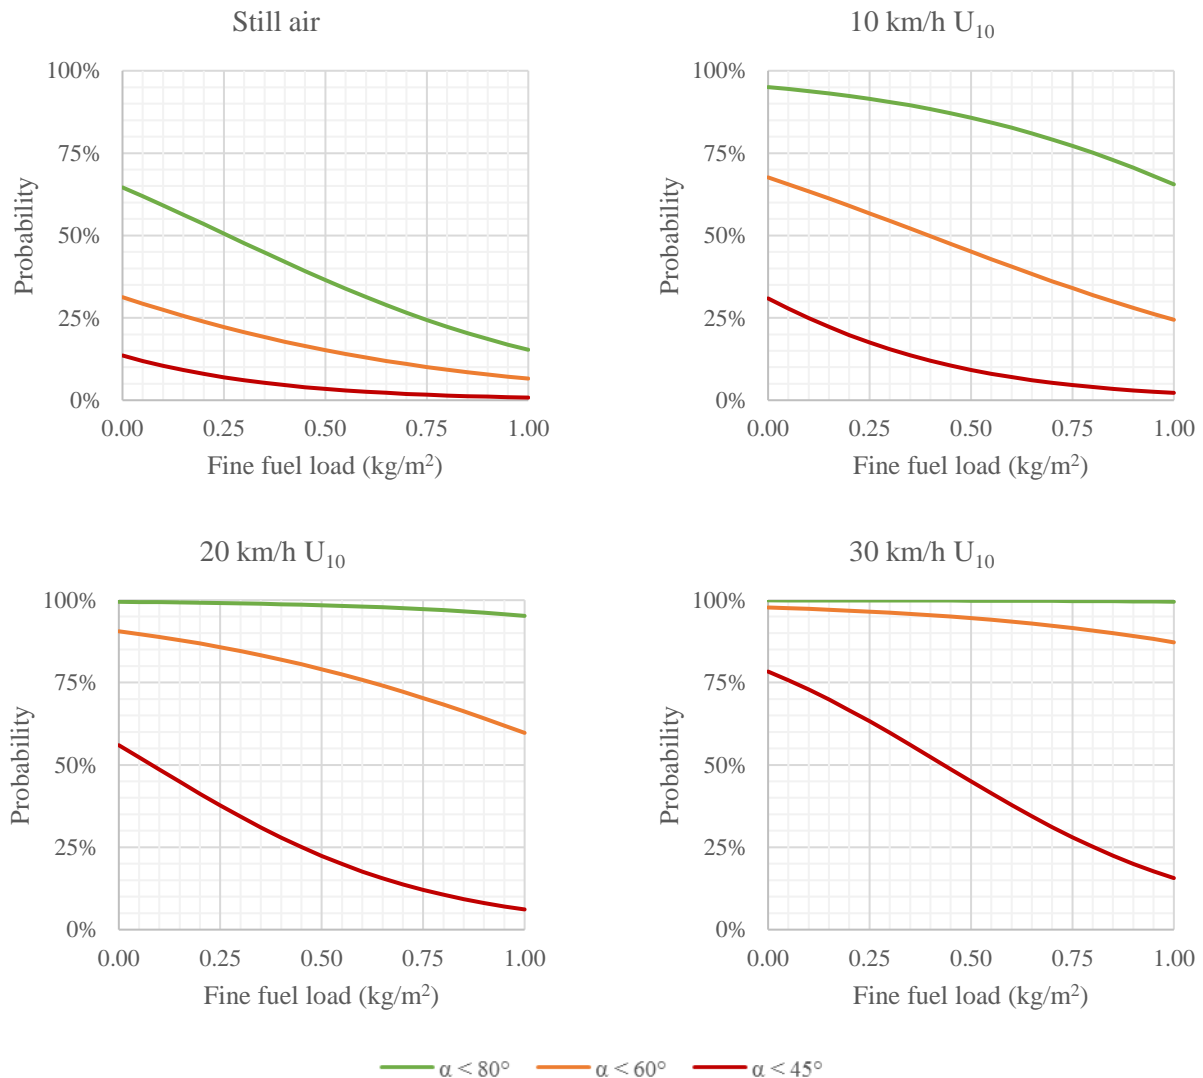 Still air
100%
75%
50%
25%
0%
Probability
0.00 0.25 0.50 0.75 1.00
Fine fuel load (kg/m²)
10 km/h U₁₀
100%
75%
50%
25%
0%
Probability
0.00 0.25 0.50 0.75 1.00
Fine fuel load (kg/m²)
20 km/h U₁₀
100%
75%
50%
25%
0%
Probability
0.00 0.25 0.50 0.75 1.00
Fine fuel load (kg/m²)
30 km/h U₁₀
100%
75%
50%
25%
0%
Probability
0.00 0.25 0.50 0.75 1.00
Fine fuel load (kg/m²)
α < 80° α < 60° α < 45°